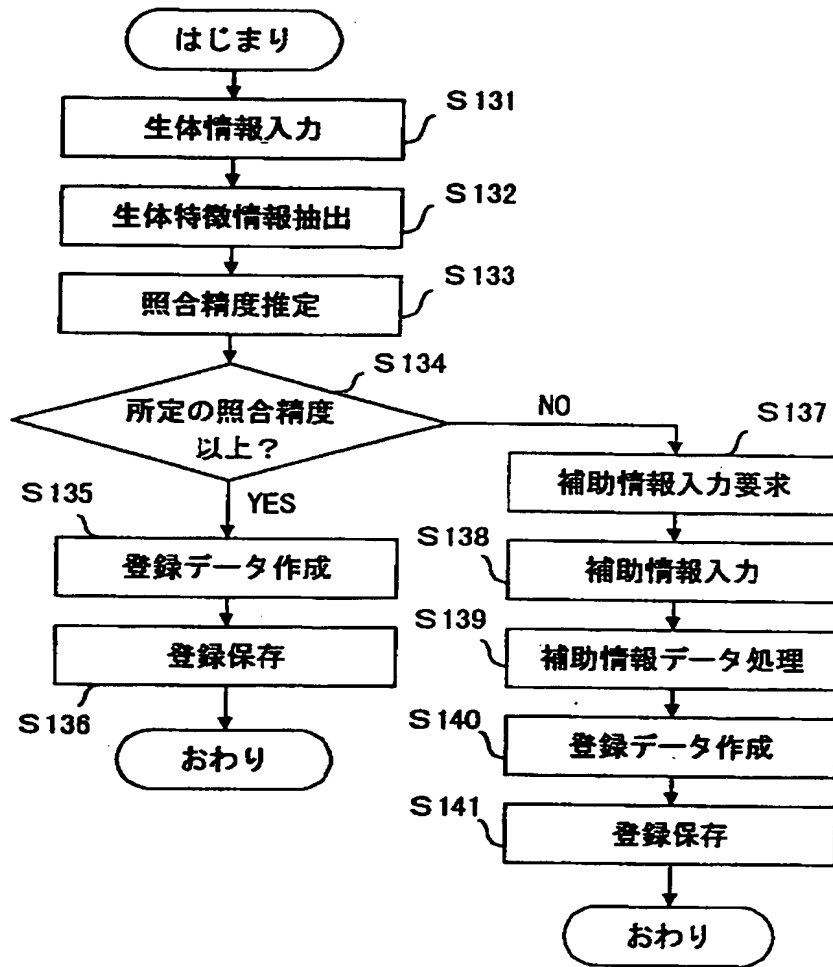 はじまり
S131
生体情報入力
S132
生体特徴情報抽出
S133
照合精度推定
S134
所定の照合精度
以上？
NO
YES
S135
登録データ作成
登録保存
S136
おわり
S137
補助情報入力要求
S138
補助情報入力
S139
補助情報データ処理
S140
登録データ作成
S141
登録保存
おわり